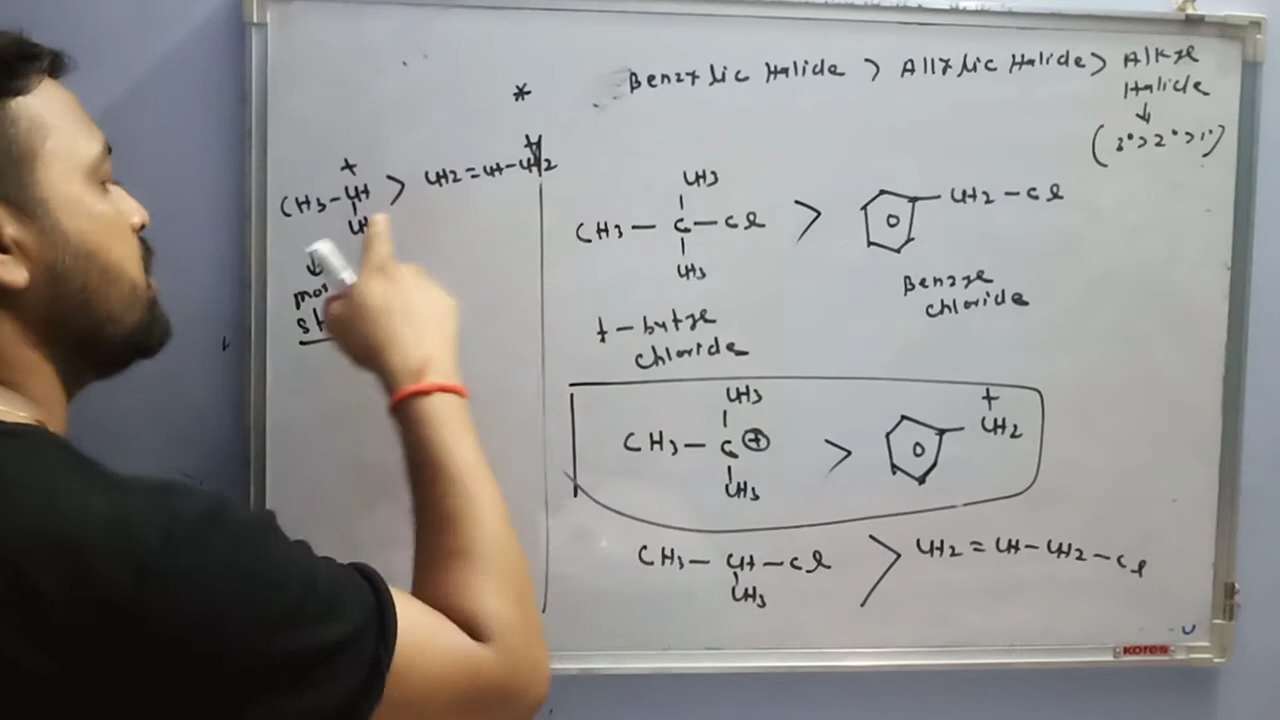 Benzylic Halide > Allylic Halide > Alkyl
Halide
↓
(3°>2°>1°)
*
+
CH3-CH > CH2=CH-CH2
+
CH3
CH3 — C — Cl > CH2 — Cl
CH3
Benzyl
chloride
t-butyl
chloride
CH3
CH3 — C ⊕ > CH2
+
CH3
CH3 — CH — Cl > CH2 = CH - CH2 - Cl
CH3
Kores